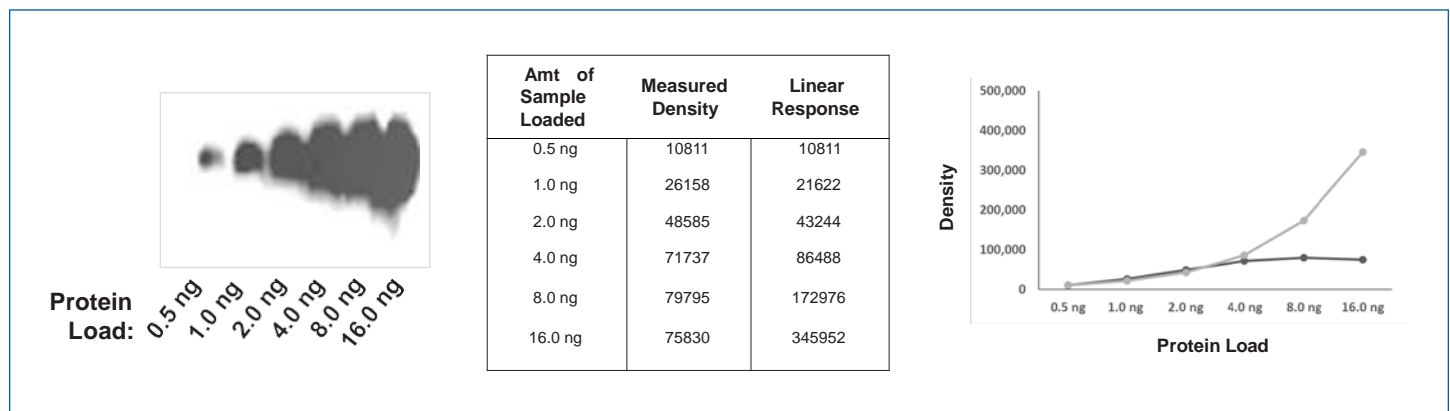 Protein
Load:
0.5 ng
1.0 ng
2.0 ng
4.0 ng
8.0 ng
16.0 ng
Amt of
Sample
Loaded
Measured
Density
Linear
Response
0.5 ng 10811 10811
1.0 ng 26158 21622
2.0 ng 48585 43244
4.0 ng 71737 86488
8.0 ng 79795 172976
16.0 ng 75830 345952
Density
500,000
400,000
300,000
200,000
100,000
0
0.5 ng 1.0 ng 2.0 ng 4.0 ng 8.0 ng 16.0 ng
Protein Load